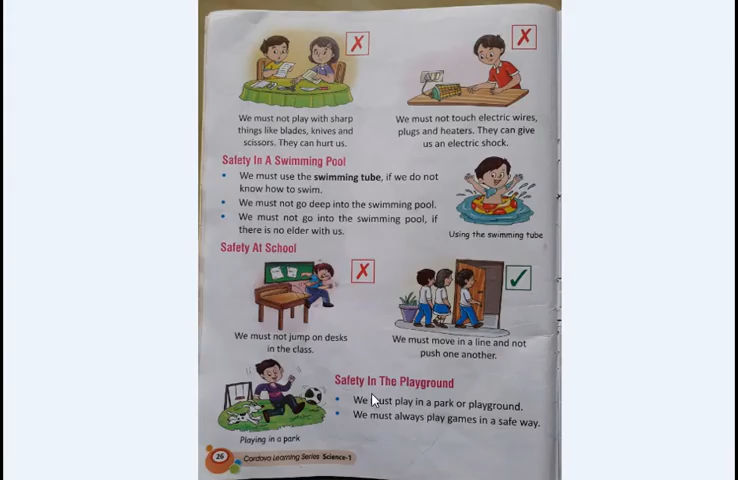 We must not play with sharp
things like blades, knives and
scissors. They can hurt us.
We must not touch electric wires,
plugs and heaters. They can give
us an electric shock.
Safety In A Swimming Pool
• We must use the swimming tube, if we do not
know how to swim.
• We must not go deep into the swimming pool.
• We must not go into the swimming pool, if
there is no elder with us.
Using the swimming tube
Safety At School
We must not jump on desks
in the class.
We must move in a line and not
push one another.
Safety In The Playground
• We must play in a park or playground.
• We must always play games in a safe way.
Playing in a park
26
Cordova Learning Series Science-1